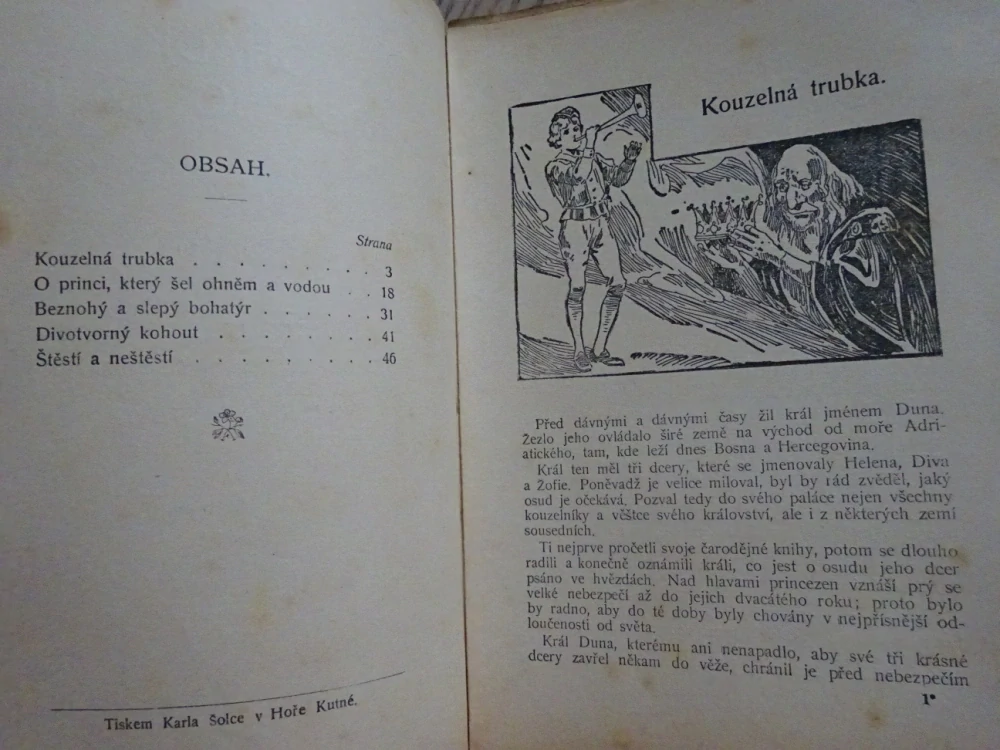 OBSAH.
Strana
Kouzelná trubka . . . . . . . . 3
O princi, který šel ohněm a vodou . . 18
Beznohý a slepý bohatýr . . . . . . 31
Divotvorný kohout . . . . . . . . 41
Štěstí a neštěstí . . . . . . . . 46
Tiskem Karla Šolce v Hoře Kutné.
Kouzelná trubka.
Před dávnými a dávnými časy žil král jménem Duna.
Žezlo jeho ovládalo širé země na východ od moře Adri-
atického, tam, kde leží dnes Bosna a Hercegovina.
Král ten měl tři dcery, které se jmenovaly Helena, Diva
a Žofie. Poněvadž je velice miloval, byl by rád zvěděl, jaký
osud je očekává. Pozval tedy do svého paláce nejen všechny
kouzelníky a věštce svého království, ale i z některých zemí
sousedních.
Ti nejprve pročetli svoje čarodějné knihy, potom se dlouho
radili a konečně oznámili králi, co jest o osudu jeho dcer
psáno ve hvězdách. Nad hlavami princezen vznáší prý se
velké nebezpečí až do jejich dvacátého roku; proto bylo
by radno, aby do té doby byly chovány v nejpřísnější od-
loučenosti od světa.
Král Duna, kterému ani nenapadlo, aby své tři krásné
dcery zavřel někam do věže, chránil je před nebezpečím
1*